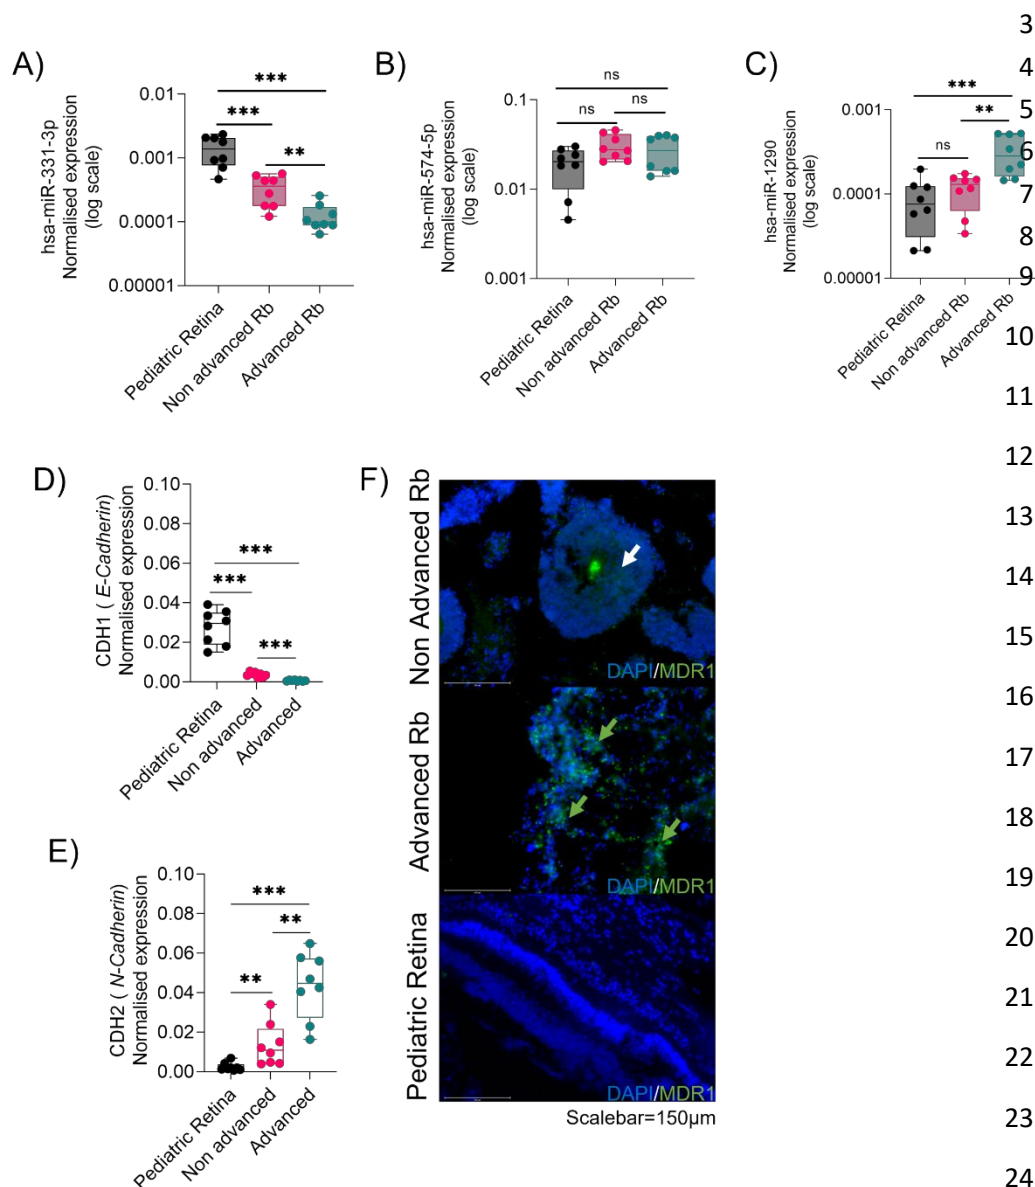 A)
hsa-miR-331-3p
Normalised expression
(log scale)
0.01
0.001
0.0001
0.00001
***
***
**
Pediatric Retina
Non advanced Rb
Advanced Rb
B)
hsa-miR-574-5p
Normalised expression
(log scale)
0.1
0.01
0.001
ns
ns
ns
Pediatric Retina
Non advanced Rb
Advanced Rb
C)
hsa-miR-1290
Normalised expression
(log scale)
0.001
0.0001
0.00001
***
**
ns
Pediatric Retina
Non advanced Rb
Advanced Rb
D)
CDH1 ( E-Cadherin)
Normalised expression
0.10
0.08
0.06
0.04
0.02
0.00
***
***
***
Pediatric Retina
Non advanced
Advanced
E)
CDH2 ( N-Cadherin)
Normalised expression
0.10
0.08
0.06
0.04
0.02
0.00
***
**
**
Pediatric Retina
Non advanced
Advanced
F)
Non Advanced Rb
DAPI/MDR1
Advanced Rb
DAPI/MDR1
Pediatric Retina
DAPI/MDR1
Scalebar=150µm
3
4
5
6
7
8
9
10
11
12
13
14
15
16
17
18
19
20
21
22
23
24